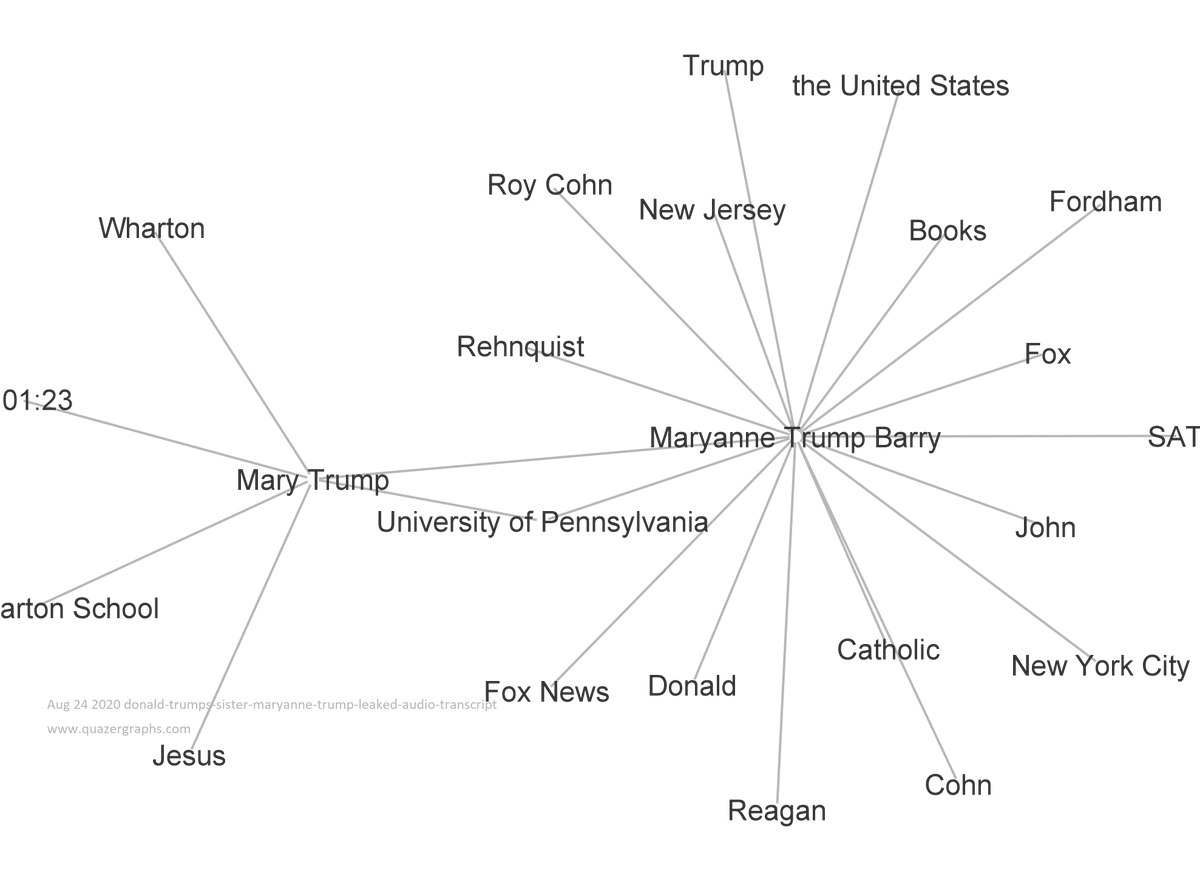 Trump
the United States
Roy Cohn
New Jersey
Fordham
Wharton
Books
Rehnquist
Fox
01:23
Maryanne Trump Barry
SAT
Mary Trump
University of Pennsylvania
John
arton School
Catholic
New York City
Fox News
Donald
Aug 24 2020 donald-trumps-sister-maryanne-trump-leaked-audio-transcript
www.quazergraphs.com
Jesus
Cohn
Reagan